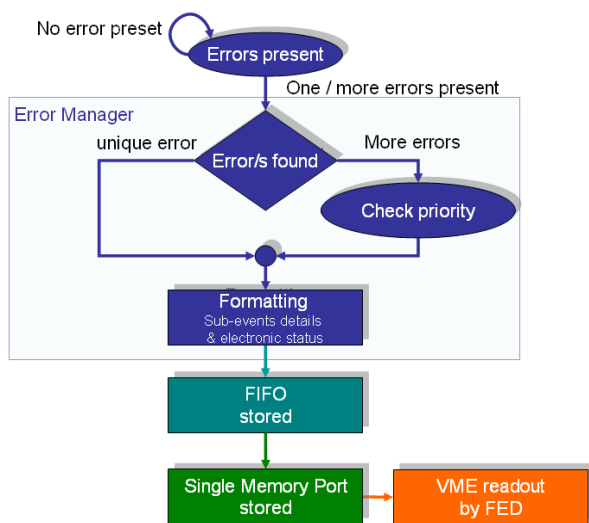 No error preset
Errors present
One / more errors present
Error Manager
unique error
Error/s found
More errors
Check priority
Formatting
Sub-events details
& electronic status
FIFO
stored
Single Memory Port
stored
VME readout
by FED